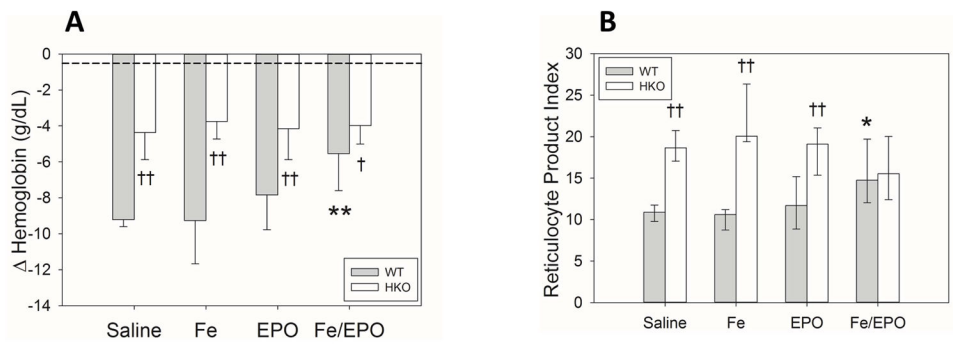 A
Δ Hemoglobin (g/dL)
0
-2
-4
-6
-8
-10
-12
-14
††
††
††
†
**
WT
HKO
Saline Fe EPO Fe/EPO
B
Reticulocyte Product Index
30
25
20
15
10
5
0
WT
HKO
††
††
††
*
Saline Fe EPO Fe/EPO